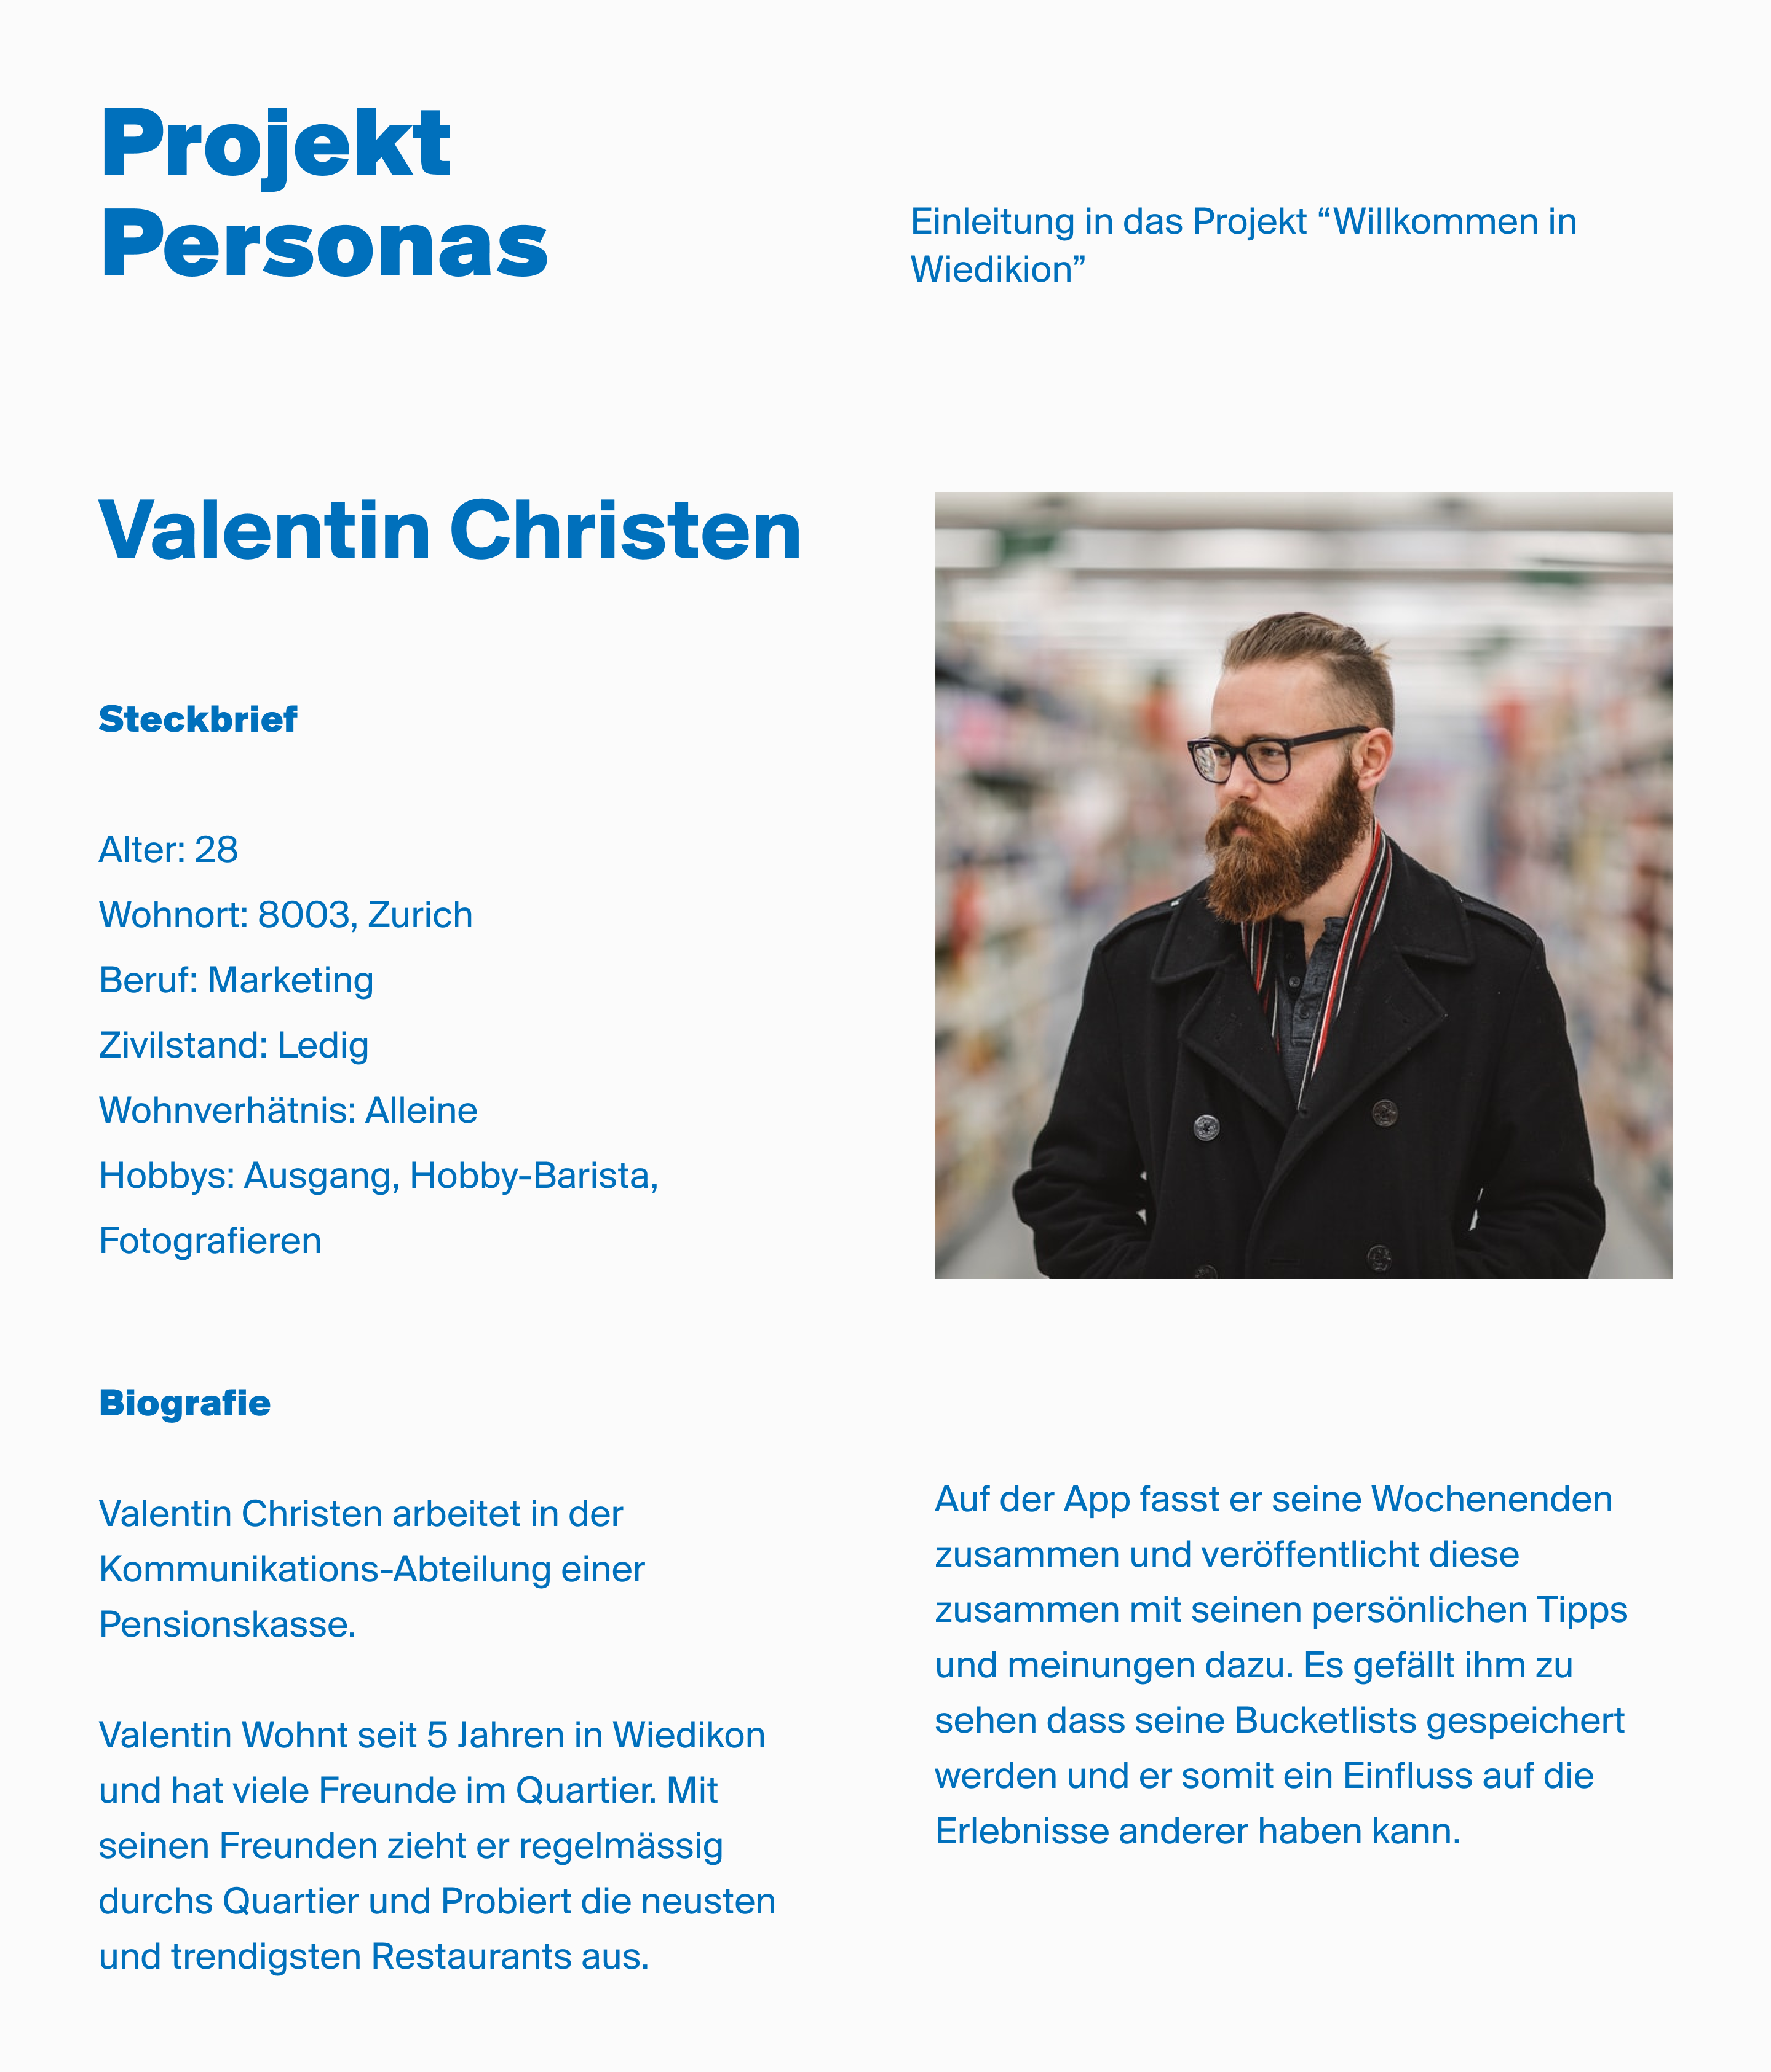 Projekt
Personas
Einleitung in das Projekt “Willkommen in
Wiedikion”
Valentin Christen
Steckbrief
Alter: 28
Wohnort: 8003, Zurich
Beruf: Marketing
Zivilstand: Ledig
Wohnverhätnis: Alleine
Hobbys: Ausgang, Hobby-Barista,
Fotografieren
Biografie
Valentin Christen arbeitet in der
Kommunikations-Abteilung einer
Pensionskasse.
Valentin Wohnt seit 5 Jahren in Wiedikon
und hat viele Freunde im Quartier. Mit
seinen Freunden zieht er regelmässig
durchs Quartier und Probiert die neusten
und trendigsten Restaurants aus.
Auf der App fasst er seine Wochenenden
zusammen und veröffentlicht diese
zusammen mit seinen persönlichen Tipps
und meinungen dazu. Es gefällt ihm zu
sehen dass seine Bucketlists gespeichert
werden und er somit ein Einfluss auf die
Erlebnisse anderer haben kann.